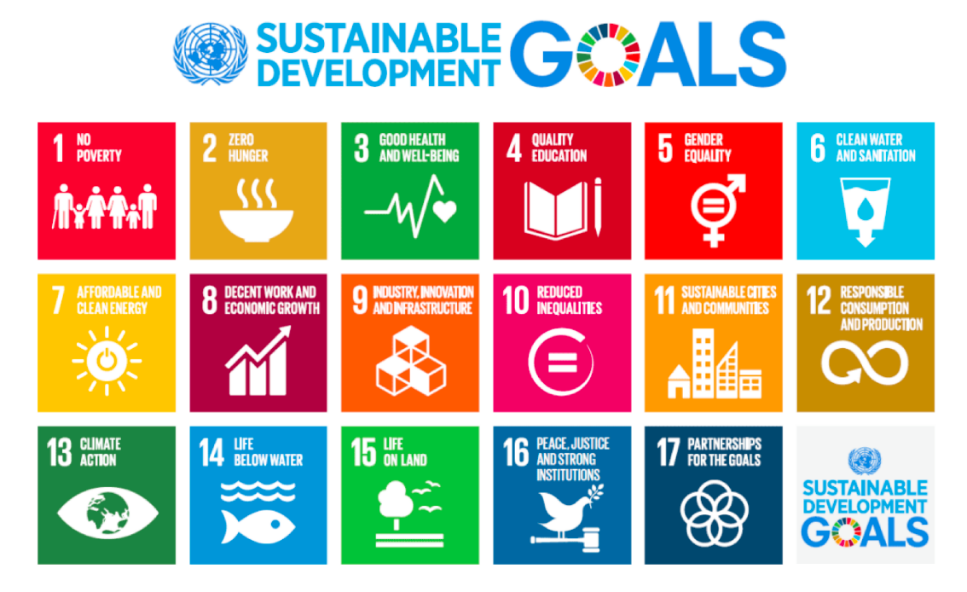 SUSTAINABLE
DEVELOPMENT
GOALS
1 NO
POVERTY
2 ZERO
HUNGER
3 GOOD HEALTH
AND WELL-BEING
4 QUALITY
EDUCATION
5 GENDER
EQUALITY
6 CLEAN WATER
AND SANITATION
7 AFFORDABLE AND
CLEAN ENERGY
8 DECENT WORK AND
ECONOMIC GROWTH
9 INDUSTRY, INNOVATION
AND INFRASTRUCTURE
10 REDUCED
INEQUALITIES
11 SUSTAINABLE CITIES
AND COMMUNITIES
12 RESPONSIBLE
CONSUMPTION
AND PRODUCTION
13 CLIMATE
ACTION
14 LIFE
BELOW WATER
15 LIFE
ON LAND
16 PEACE, JUSTICE
AND STRONG
INSTITUTIONS
17 PARTNERSHIPS
FOR THE GOALS
SUSTAINABLE
DEVELOPMENT
GOALS